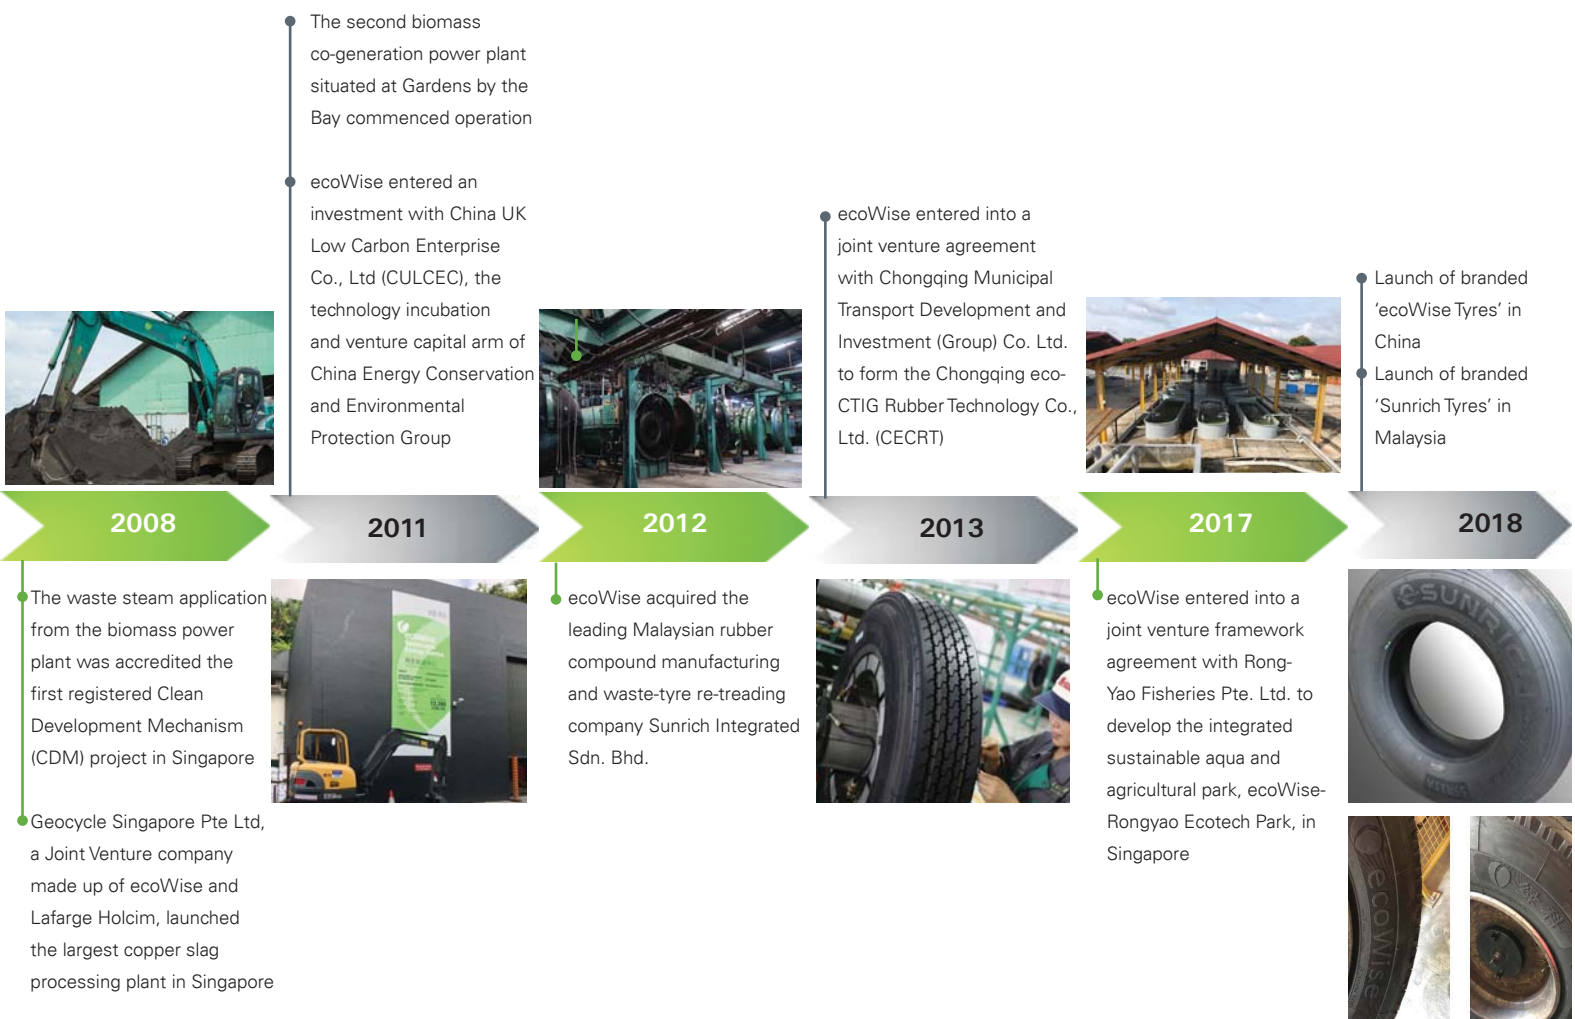 The second biomass
co-generation power plant
situated at Gardens by the
Bay commenced operation
ecoWise entered an
investment with China UK
Low Carbon Enterprise
Co., Ltd (CULCEC), the
technology incubation
and venture capital arm of
China Energy Conservation
and Environmental
Protection Group
ecoWise entered into a
joint venture agreement
with Chongqing Municipal
Transport Development and
Investment (Group) Co. Ltd.
to form the Chongqing eco-
CTIG Rubber Technology Co.,
Ltd. (CECRT)
Launch of branded
‘ecoWise Tyres’ in
China
Launch of branded
‘Sunrich Tyres’ in
Malaysia
2008
2011
2012
2013
2017
2018
The waste steam application
from the biomass power
plant was accredited the
first registered Clean
Development Mechanism
(CDM) project in Singapore
Geocycle Singapore Pte Ltd,
a Joint Venture company
made up of ecoWise and
Lafarge Holcim, launched
the largest copper slag
processing plant in Singapore
ecoWise acquired the
leading Malaysian rubber
compound manufacturing
and waste-tyre re-treading
company Sunrich Integrated
Sdn. Bhd.
ecoWise entered into a
joint venture framework
agreement with Rong-
Yao Fisheries Pte. Ltd. to
develop the integrated
sustainable aqua and
agricultural park, ecoWise-
Rongyao Ecotech Park, in
Singapore
SUNRICH
ecoWise